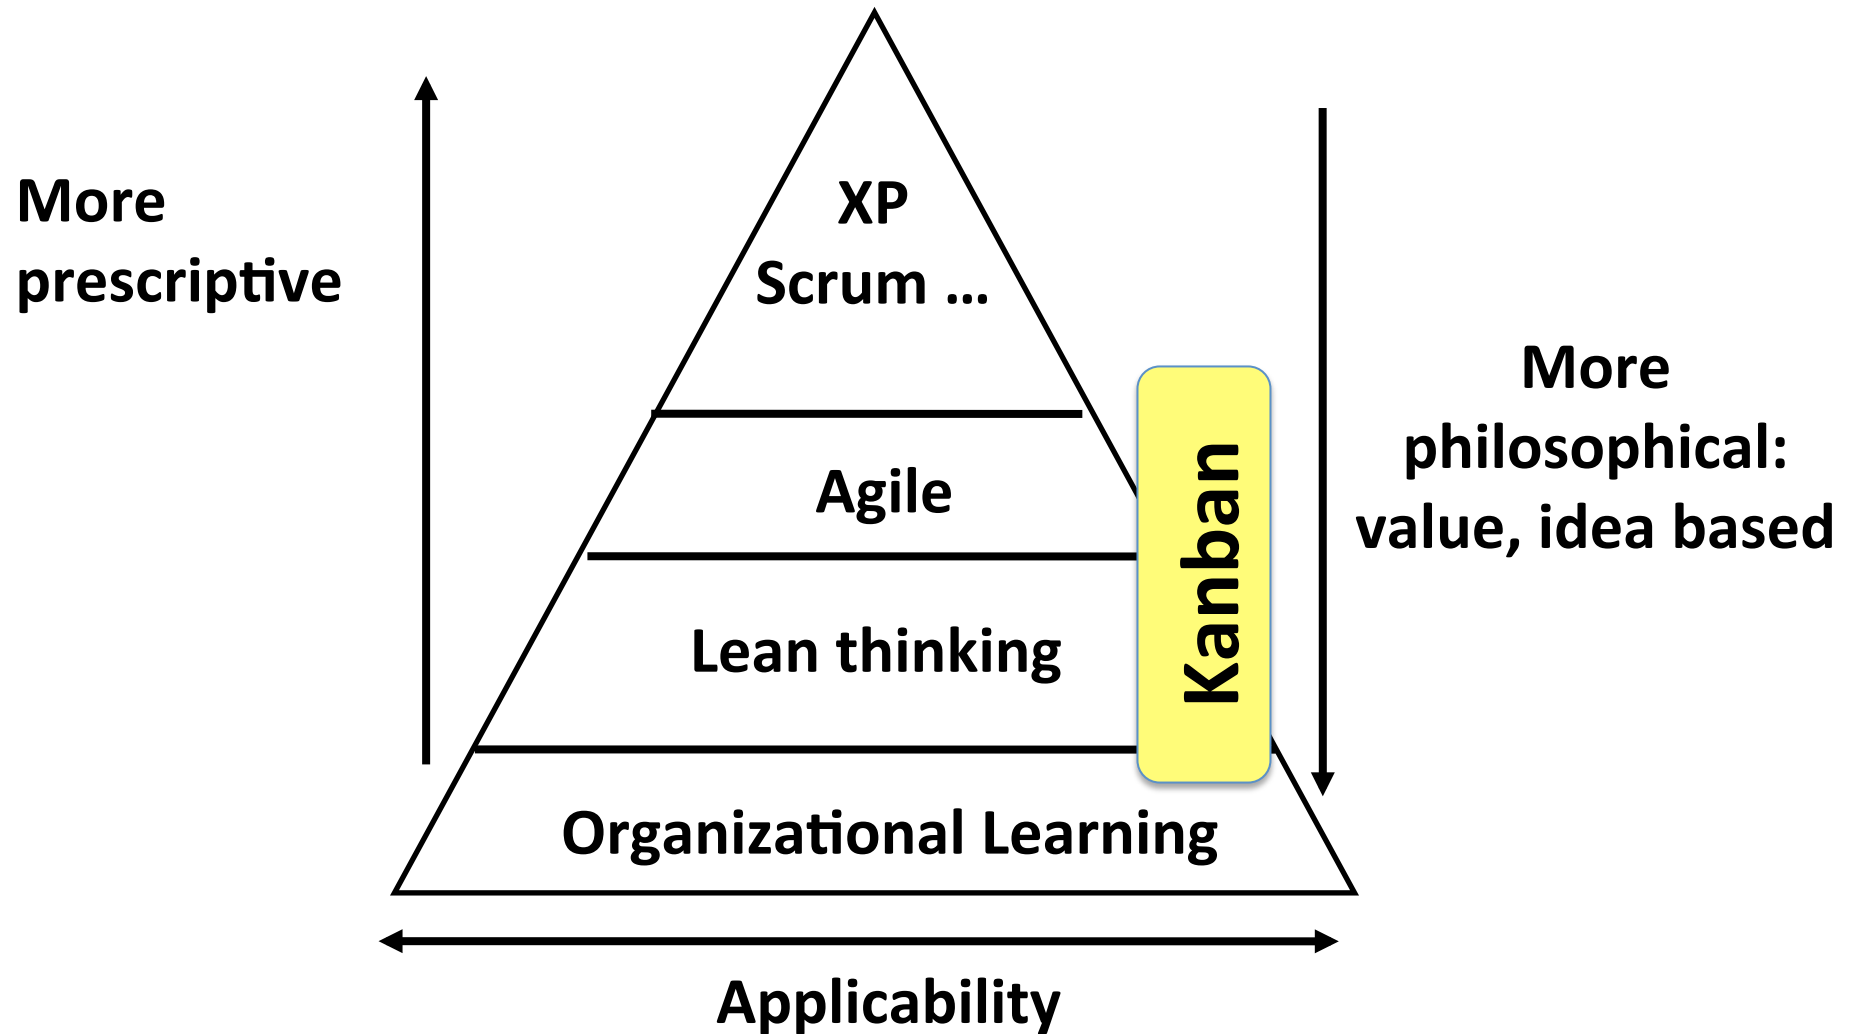 More
prescriptive
XP
Scrum ...
Agile
Lean thinking
Organizational Learning
Kanban
More
philosophical:
value, idea based
Applicability